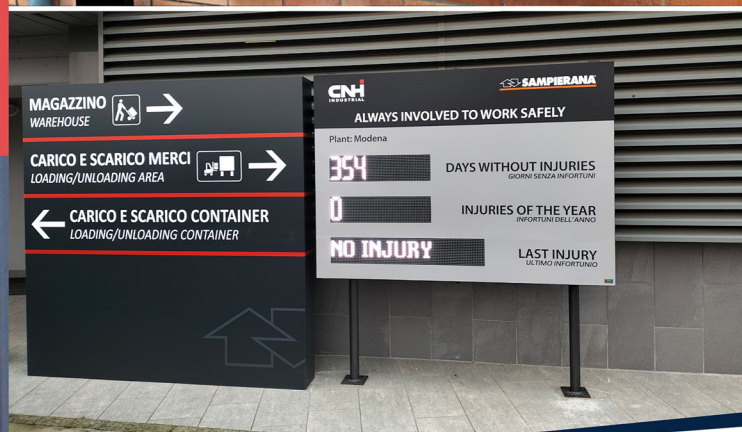 MAGAZZINO
WAREHOUSE
CARICO E SCARICO MERCI
LOADING/UNLOADING AREA
CARICO E SCARICO CONTAINER
LOADING/UNLOADING CONTAINER
CNH
INDUSTRIAL
SAMPIERANA
ALWAYS INVOLVED TO WORK SAFELY
Plant: Modena
354
DAYS WITHOUT INJURIES
GIORNI SENZA INFORTUNI
0
INJURIES OF THE YEAR
INFORTUNI DELL'ANNO
NO INJURY
LAST INJURY
ULTIMO INFORTUNIO